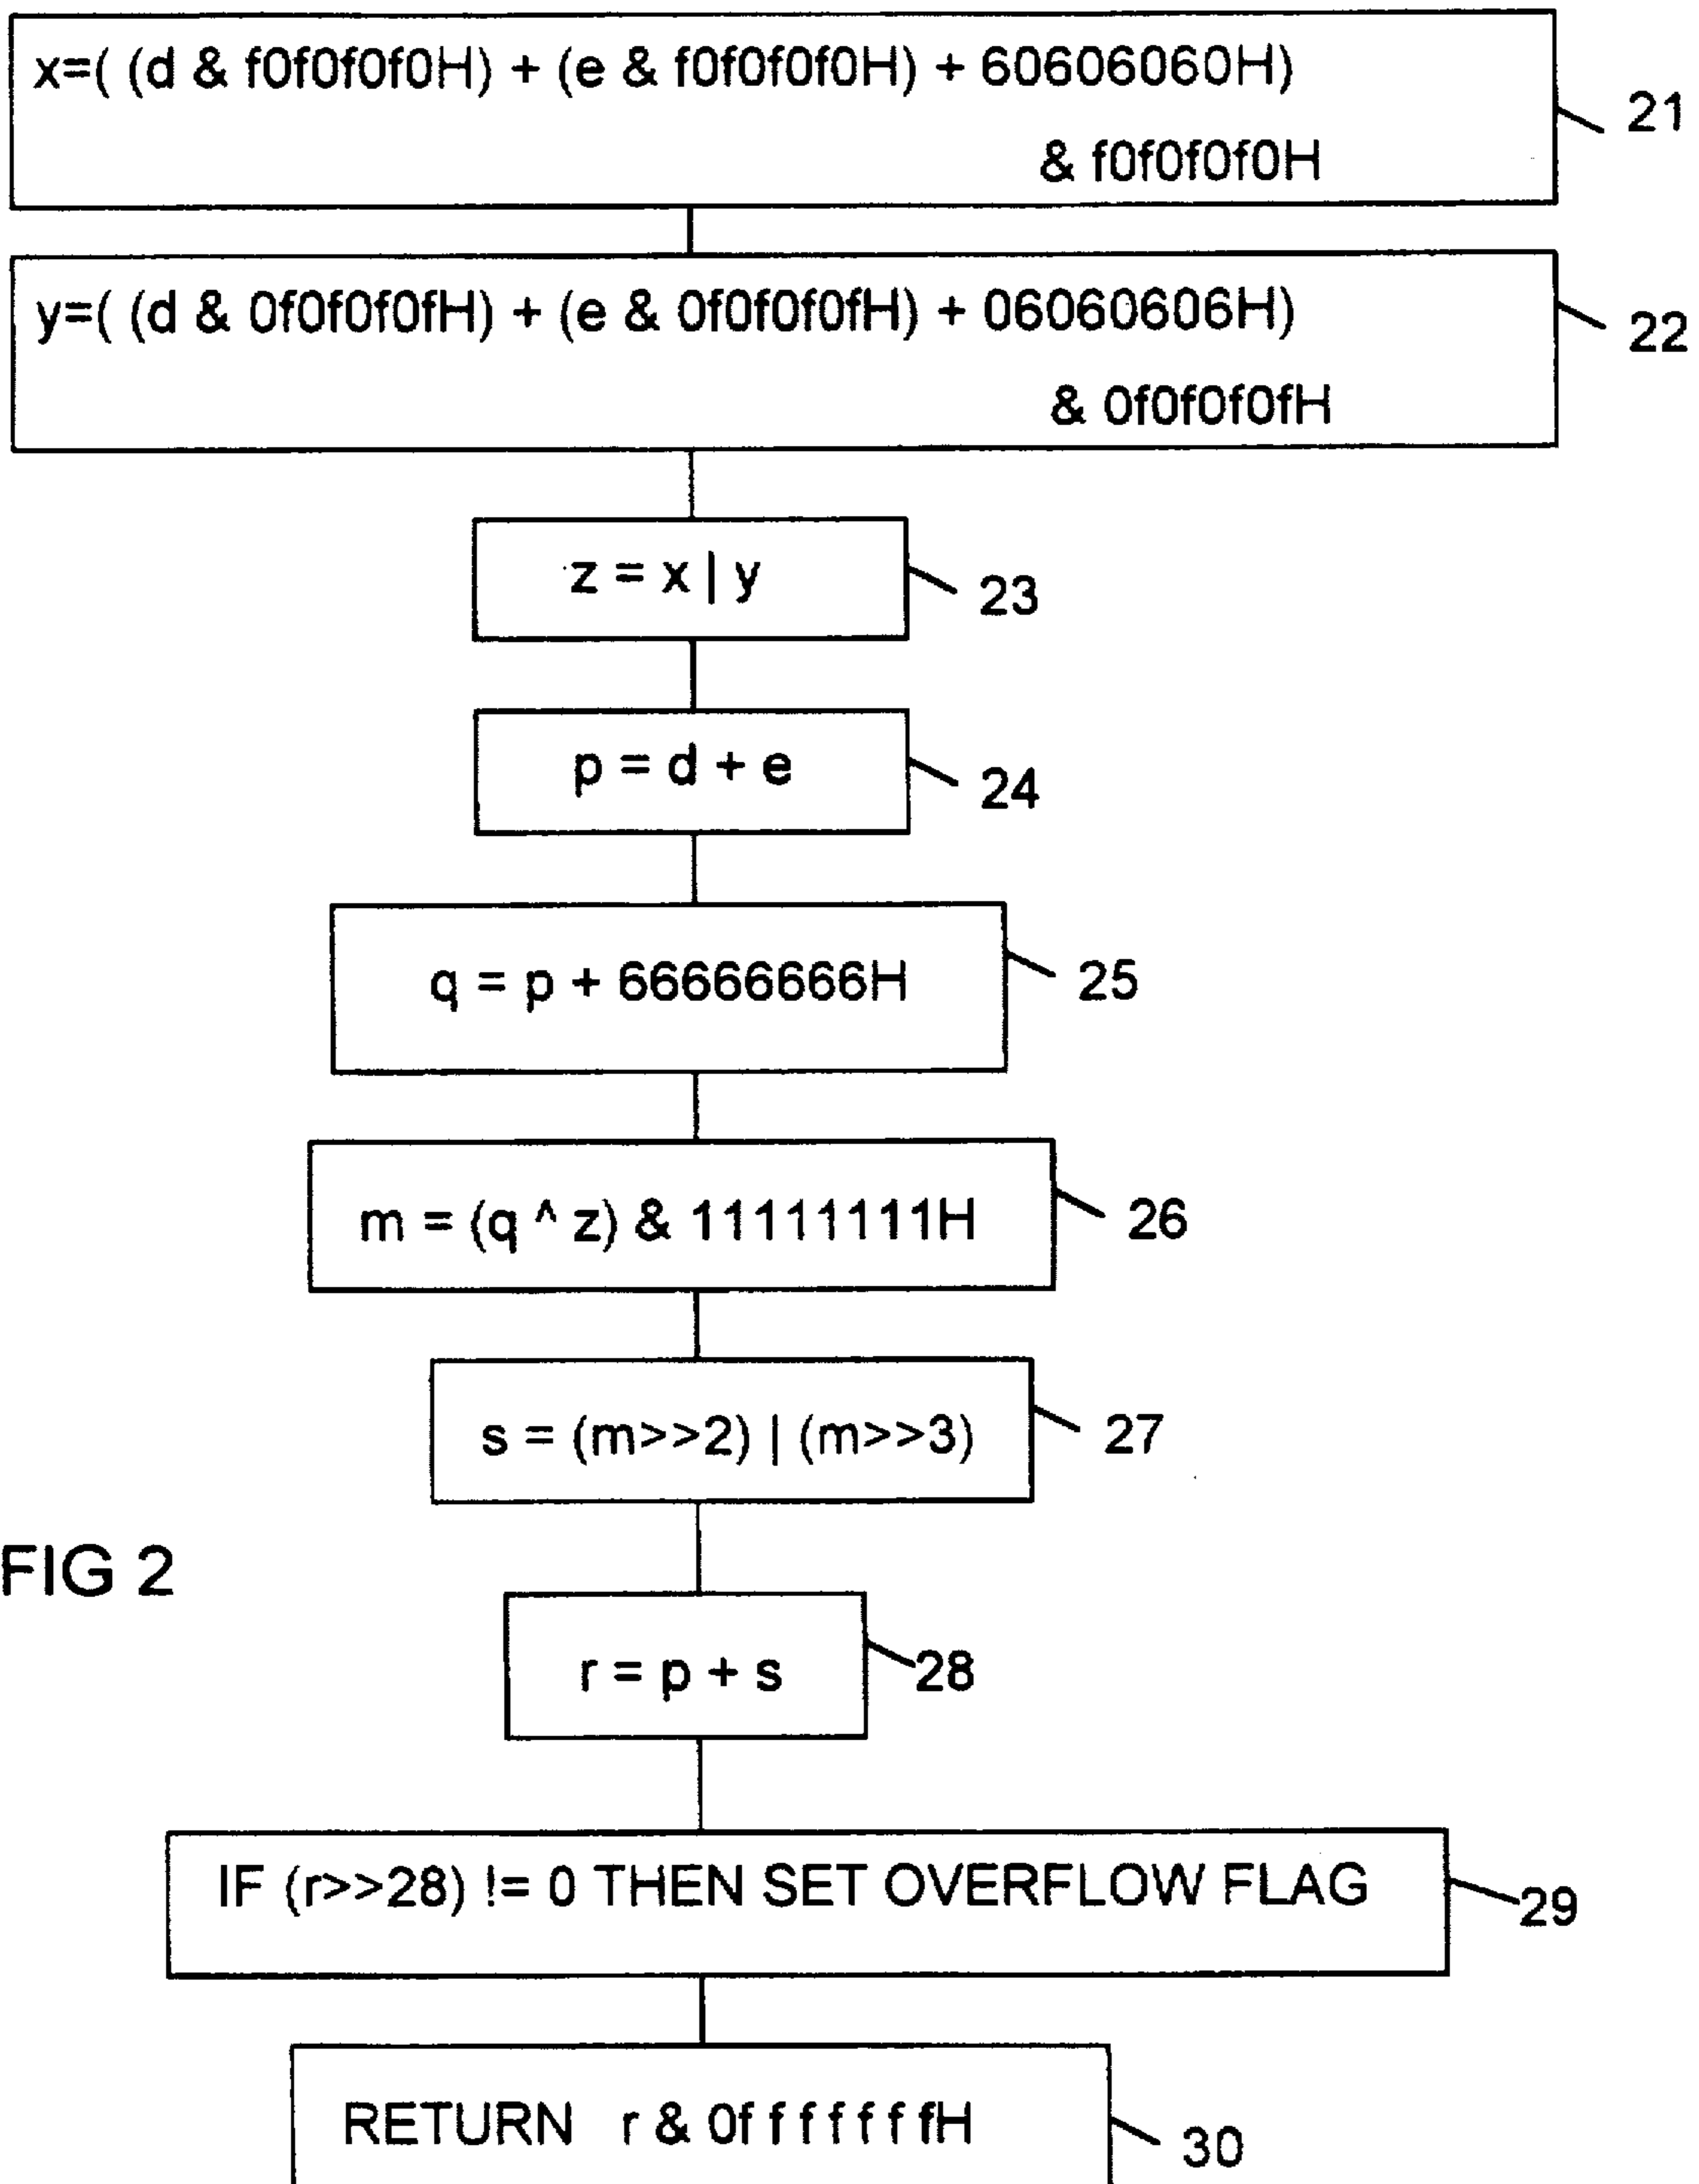 x=( (d & f0f0f0f0H) + (e & f0f0f0f0H) + 60606060H)
& f0f0f0f0H
21
y=( (d & 0f0f0f0fH) + (e & 0f0f0f0fH) + 06060606H)
& 0f0f0f0fH
22
z = x | y
23
p = d + e
24
q = p + 66666666H
25
m = (q ^ z) & 11111111H
26
s = (m>>2) | (m>>3)
27
FIG 2
r = p + s
28
IF (r>>28) != 0 THEN SET OVERFLOW FLAG
29
RETURN r & 0f f f f f f fH
30